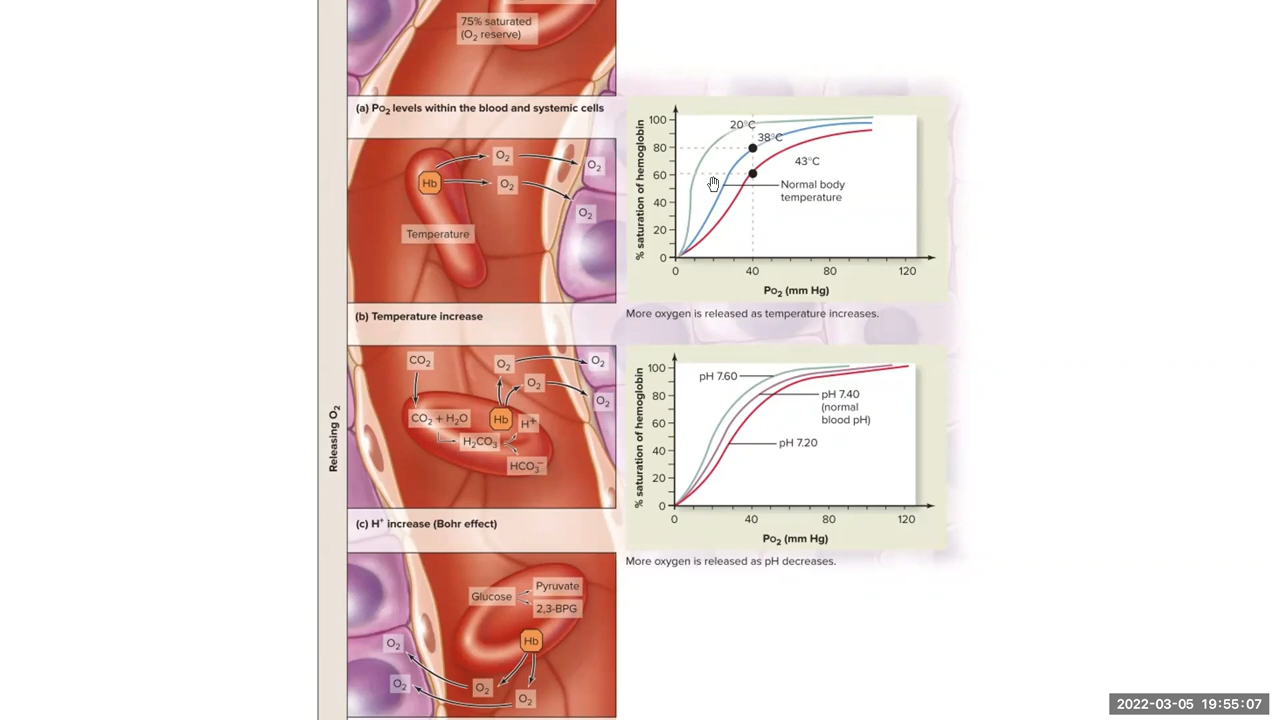 75% saturated
(O₂ reserve)
(a) Po₂ levels within the blood and systemic cells
Hb
O₂
O₂
O₂
O₂
Temperature
(b) Temperature increase
% saturation of hemoglobin
100
80
60
40
20
0
20°C
38°C
43°C
Normal body
temperature
0
40
80
120
Po₂ (mm Hg)
More oxygen is released as temperature increases.
Releasing O₂
CO₂
O₂
O₂
O₂
O₂
CO₂ + H₂O
Hb
H⁺
H₂CO₃
HCO₃⁻
(c) H⁺ increase (Bohr effect)
% saturation of hemoglobin
100
80
60
40
20
0
pH 7.60
pH 7.40
(normal
blood pH)
pH 7.20
0
40
80
120
Po₂ (mm Hg)
More oxygen is released as pH decreases.
Glucose
Pyruvate
2,3-BPG
Hb
O₂
O₂
O₂
O₂
2022-03-05 19:55:07